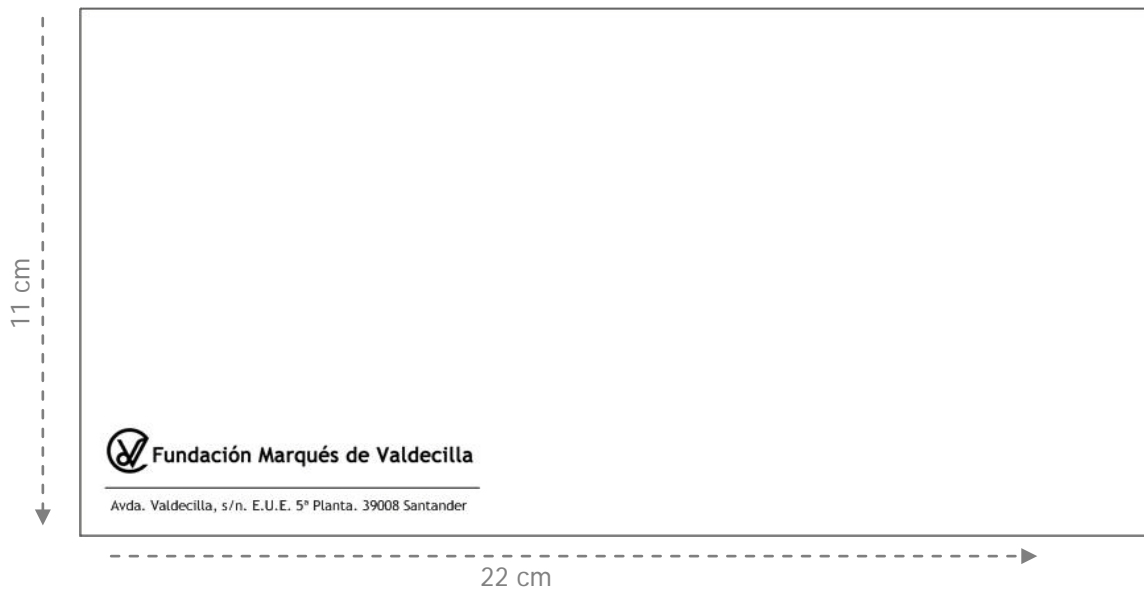 11 cm
Fundación Marqués de Valdecilla
Avda. Valdecilla, s/n. E.U.E. 5ª Planta. 39008 Santander
22 cm